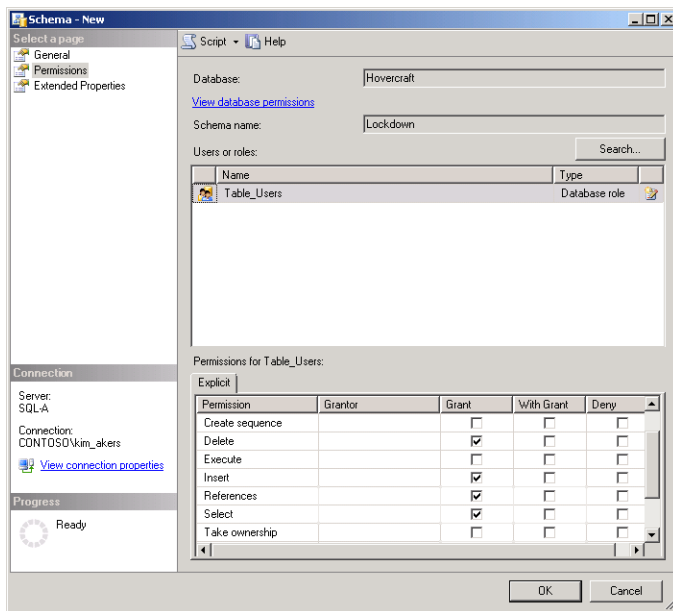 Schema - New
Select a page
General
Permissions
Extended Properties
Script Help
Database: Hovercraft
View database permissions
Schema name: Lockdown
Users or roles: Search...
Name Type
Table_Users Database role
Permissions for Table_Users:
Explicit
Permission Grantor Grant With Grant Deny
Create sequence
Delete
Execute
Insert
References
Select
Take ownership
Connection
Server:
SQL-A
Connection:
CONTOSO\kim_akers
View connection properties
Progress
Ready
OK Cancel